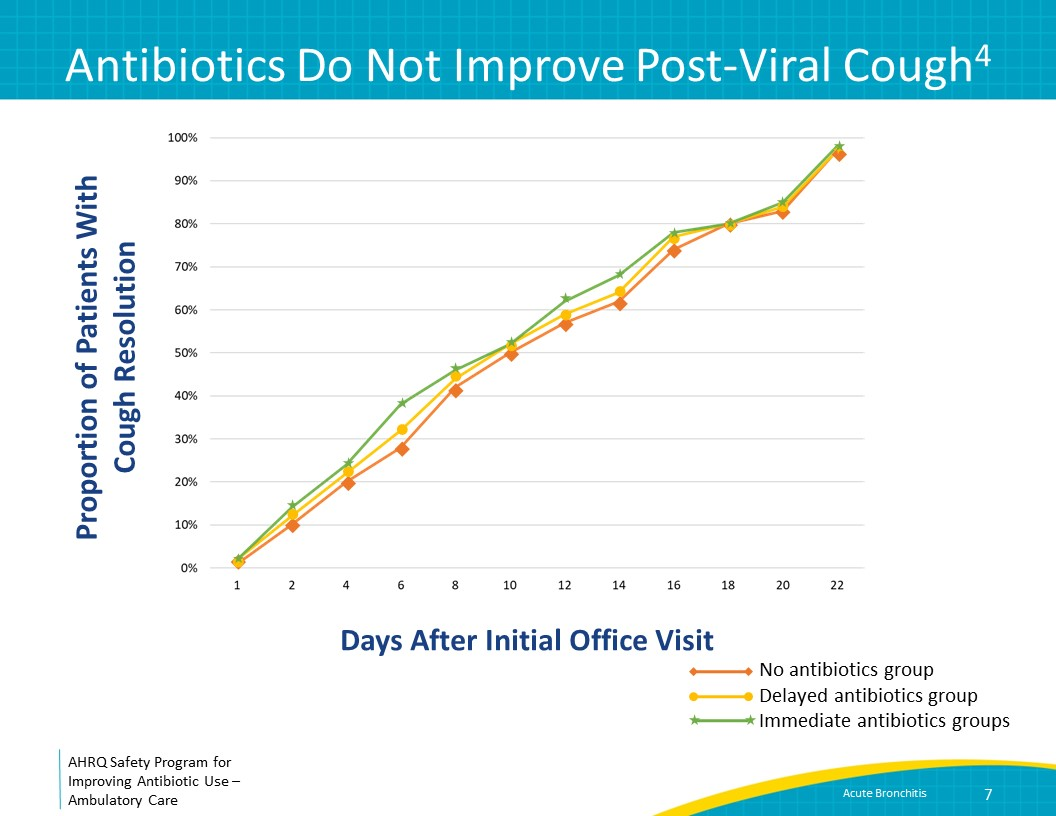 Antibiotics Do Not Improve Post-Viral Cough⁴
Proportion of Patients With
Cough Resolution
100%
90%
80%
70%
60%
50%
40%
30%
20%
10%
0%
1 2 4 6 8 10 12 14 16 18 20 22
Days After Initial Office Visit
No antibiotics group
Delayed antibiotics group
Immediate antibiotics groups
AHRQ Safety Program for
Improving Antibiotic Use –
Ambulatory Care
Acute Bronchitis 7